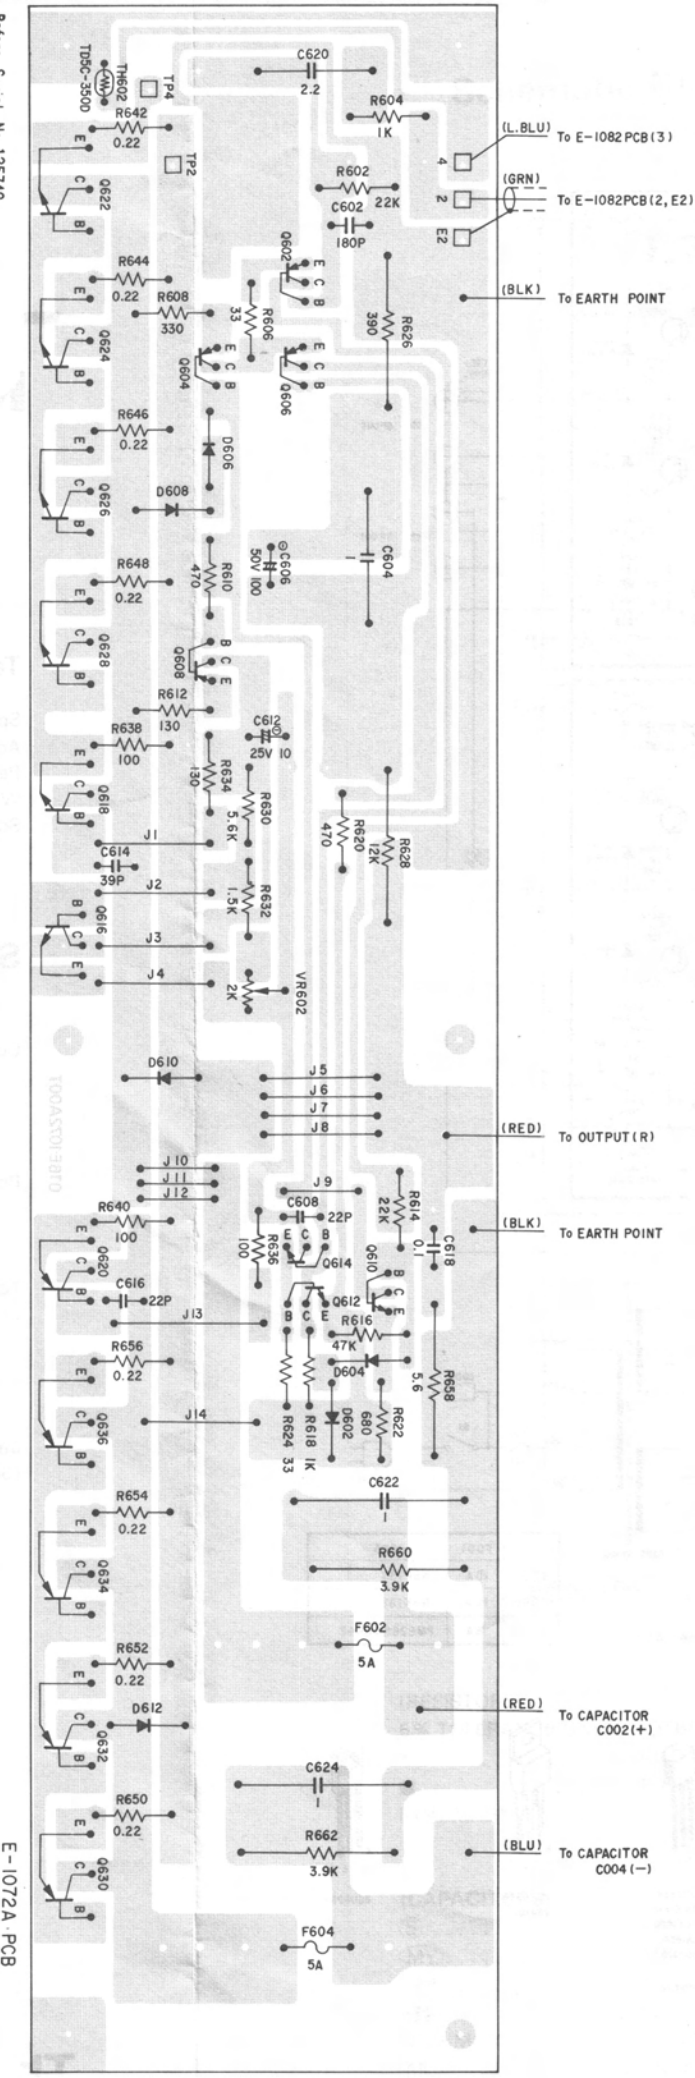 C620
2.2
R604
1K
(L.BLU) To E-1082PCB(3)
(GRN) To E-1082PCB(2,E2)
(BLK) To EARTH POINT
4
2
E2
TH602
TD5C-350D
TP4
TP2
R642
0.22
E
C
B
Q622
R602
22K
C602
180P
Q602
E
C
B
R644
0.22
E
C
B
Q624
R608
330
R606
33
R626
390
Q604
E
C
B
Q606
E
C
B
R646
0.22
E
C
B
Q626
D606
D608
C606
50V 100
C604
1
R648
0.22
E
C
B
Q628
R610
470
Q608
B
C
E
R612
130
R638
100
E
C
B
Q618
R634
130
C612
25V 10
R630
5.6K
R620
470
R628
12K
J1
C614
39P
J2
R632
1.5K
Q616
B
C
E
J3
J4
VR602
2K
D610
J5
J6
J7
J8
(RED) To OUTPUT(R)
J10
J11
J12
J9
R640
100
E
C
B
Q620
C608
22P
R614
22K
C618
0.1
(BLK) To EARTH POINT
R636
100
E C B
Q614
Q610
B
C
E
C616
22P
J13
Q612
B C E
R616
47K
R656
0.22
E
C
B
Q636
D604
R658
5.6
J14
R624 33
R618 1K
D602
R622
680
C622
1
R654
0.22
E
C
B
Q634
R660
3.9K
F602
5A
R652
0.22
E
C
B
Q632
D612
(RED) To CAPACITOR
C002(+)
C624
1
R650
0.22
E
C
B
Q630
R662
3.9K
(BLU) To CAPACITOR
C004(-)
F604
5A
E-1072A·PCB